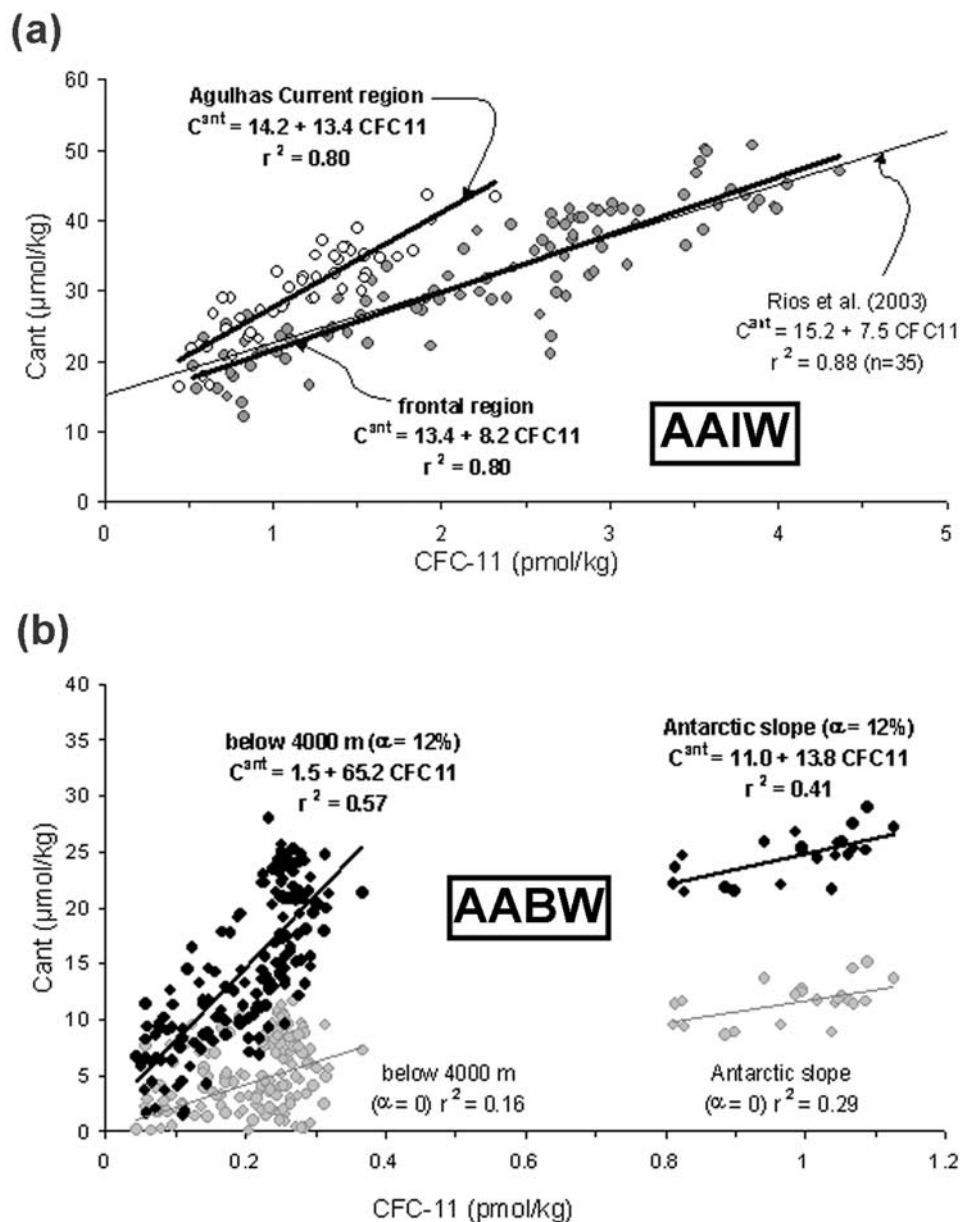 (a)
60
50
40
30
20
10
0
Cant (µmol/kg)
Agulhas Current region
C^ant = 14.2 + 13.4 CFC11
r² = 0.80
Rios et al. (2003)
C^ant = 15.2 + 7.5 CFC11
r² = 0.88 (n=35)
frontal region
C^ant = 13.4 + 8.2 CFC11
r² = 0.80
AAIW
0 1 2 3 4 5
CFC-11 (pmol/kg)
(b)
40
35
30
25
20
15
10
5
0
Cant (µmol/kg)
below 4000 m (α = 12%)
C^ant = 1.5 + 65.2 CFC11
r² = 0.57
Antarctic slope (α = 12%)
C^ant = 11.0 + 13.8 CFC11
r² = 0.41
AABW
below 4000 m
(α = 0) r² = 0.16
Antarctic slope
(α = 0) r² = 0.29
0 0.2 0.4 0.6 0.8 1 1.2
CFC-11 (pmol/kg)